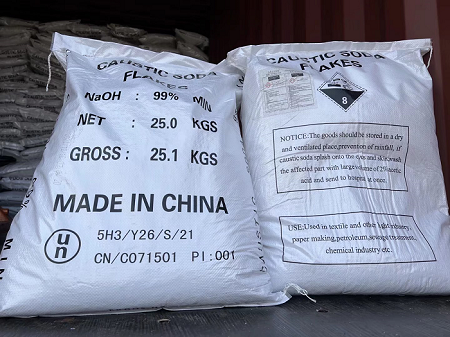 CAUSTIC SODA
FLAKES
NaOH : 99% MIN
NET : 25.0 KGS
GROSS : 25.1 KGS
MADE IN CHINA
un
5H3/Y26/S/21
CN/C071501 PI:001
CAUSTIC SODA
FLAKES
8
NOTICE:The goods should be stored in a dry
and ventilated place,prevention of rainfall, if
caustic soda splash onto the eyes and skin,wash
the affected part with large volume of 2% acetic
acid and send to hospital at once.
USE:Used in textile and other light industry,
paper making,petroleum,sewage treatment,
chemical industry etc.